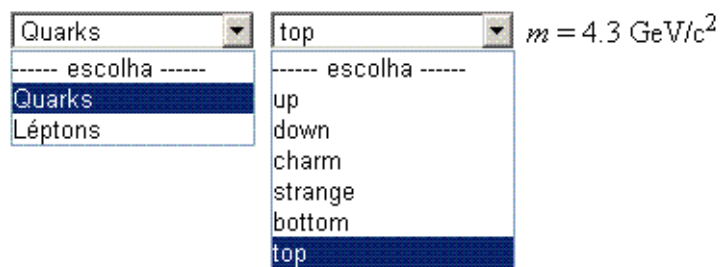 Quarks top m = 4.3 GeV/c²
------ escolha ------ ------ escolha ------
Quarks up
Léptons down
charm
strange
bottom
top